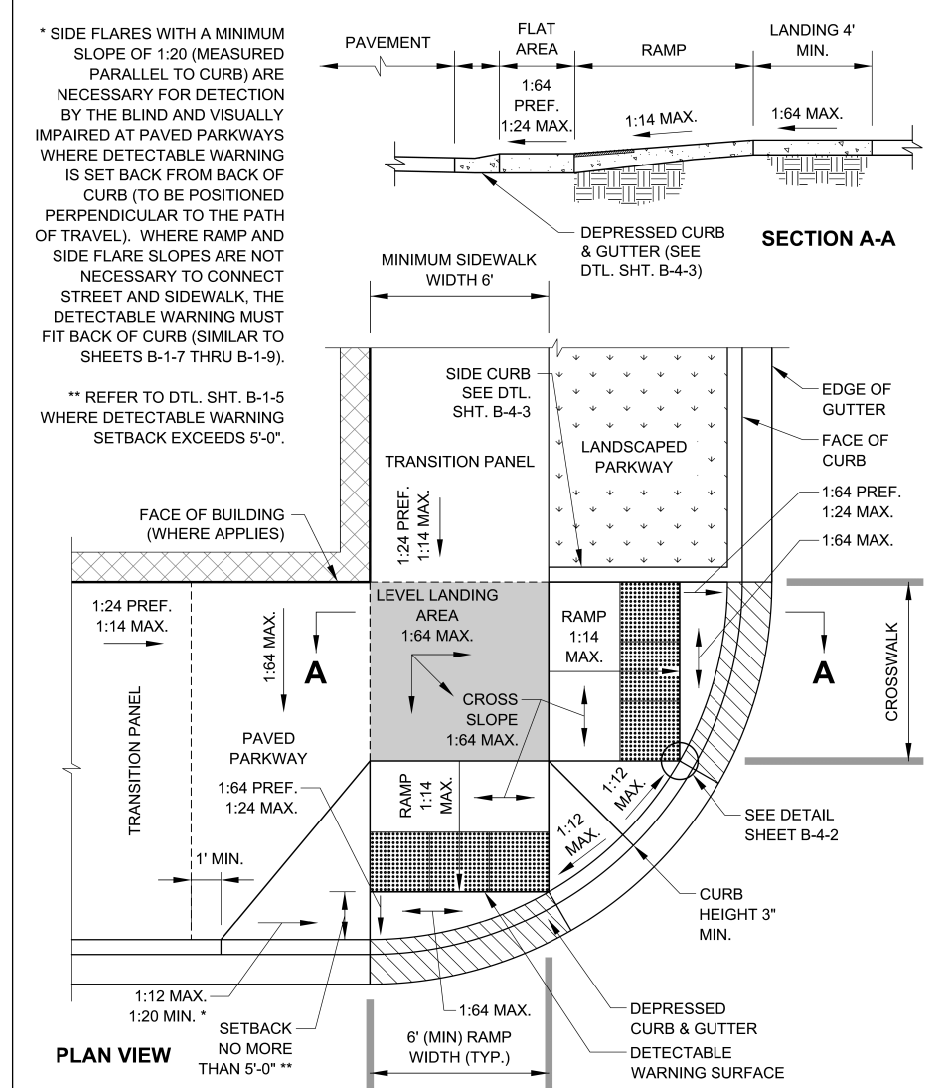 * SIDE FLARES WITH A MINIMUM
SLOPE OF 1:20 (MEASURED
PARALLEL TO CURB) ARE
NECESSARY FOR DETECTION
BY THE BLIND AND VISUALLY
IMPAIRED AT PAVED PARKWAYS
WHERE DETECTABLE WARNING
IS SET BACK FROM BACK OF
CURB (TO BE POSITIONED
PERPENDICULAR TO THE PATH
OF TRAVEL). WHERE RAMP AND
SIDE FLARE SLOPES ARE NOT
NECESSARY TO CONNECT
STREET AND SIDEWALK, THE
DETECTABLE WARNING MUST
FIT BACK OF CURB (SIMILAR TO
SHEETS B-1-7 THRU B-1-9).
** REFER TO DTL. SHT. B-1-5
WHERE DETECTABLE WARNING
SETBACK EXCEEDS 5'-0".
PAVEMENT
FLAT
AREA
RAMP
LANDING 4'
MIN.
1:64
PREF.
1:24 MAX.
1:14 MAX.
1:64 MAX.
DEPRESSED CURB
& GUTTER (SEE
DTL. SHT. B-4-3)
SECTION A-A
MINIMUM SIDEWALK
WIDTH 6'
SIDE CURB
SEE DTL.
SHT. B-4-3
LANDSCAPED
PARKWAY
EDGE OF
GUTTER
FACE OF
CURB
1:64 PREF.
1:24 MAX.
1:64 MAX.
TRANSITION PANEL
1:24 PREF.
1:14 MAX.
FACE OF BUILDING
(WHERE APPLIES)
1:24 PREF.
1:14 MAX.
1:64 MAX.
A
LEVEL LANDING
AREA
1:64 MAX.
RAMP
1:14
MAX.
A
CROSSWALK
CROSS
SLOPE
1:64 MAX.
TRANSITION PANEL
PAVED
PARKWAY
1:64 PREF.
1:24 MAX.
RAMP
1:14
MAX.
1:12
MAX.
1:12
MAX.
SEE DETAIL
SHEET B-4-2
1' MIN.
CURB
HEIGHT 3"
MIN.
1:12 MAX.
1:20 MIN. *
SETBACK
NO MORE
THAN 5'-0" **
1:64 MAX.
6' (MIN) RAMP
WIDTH (TYP.)
DEPRESSED
CURB & GUTTER
DETECTABLE
WARNING SURFACE
PLAN VIEW